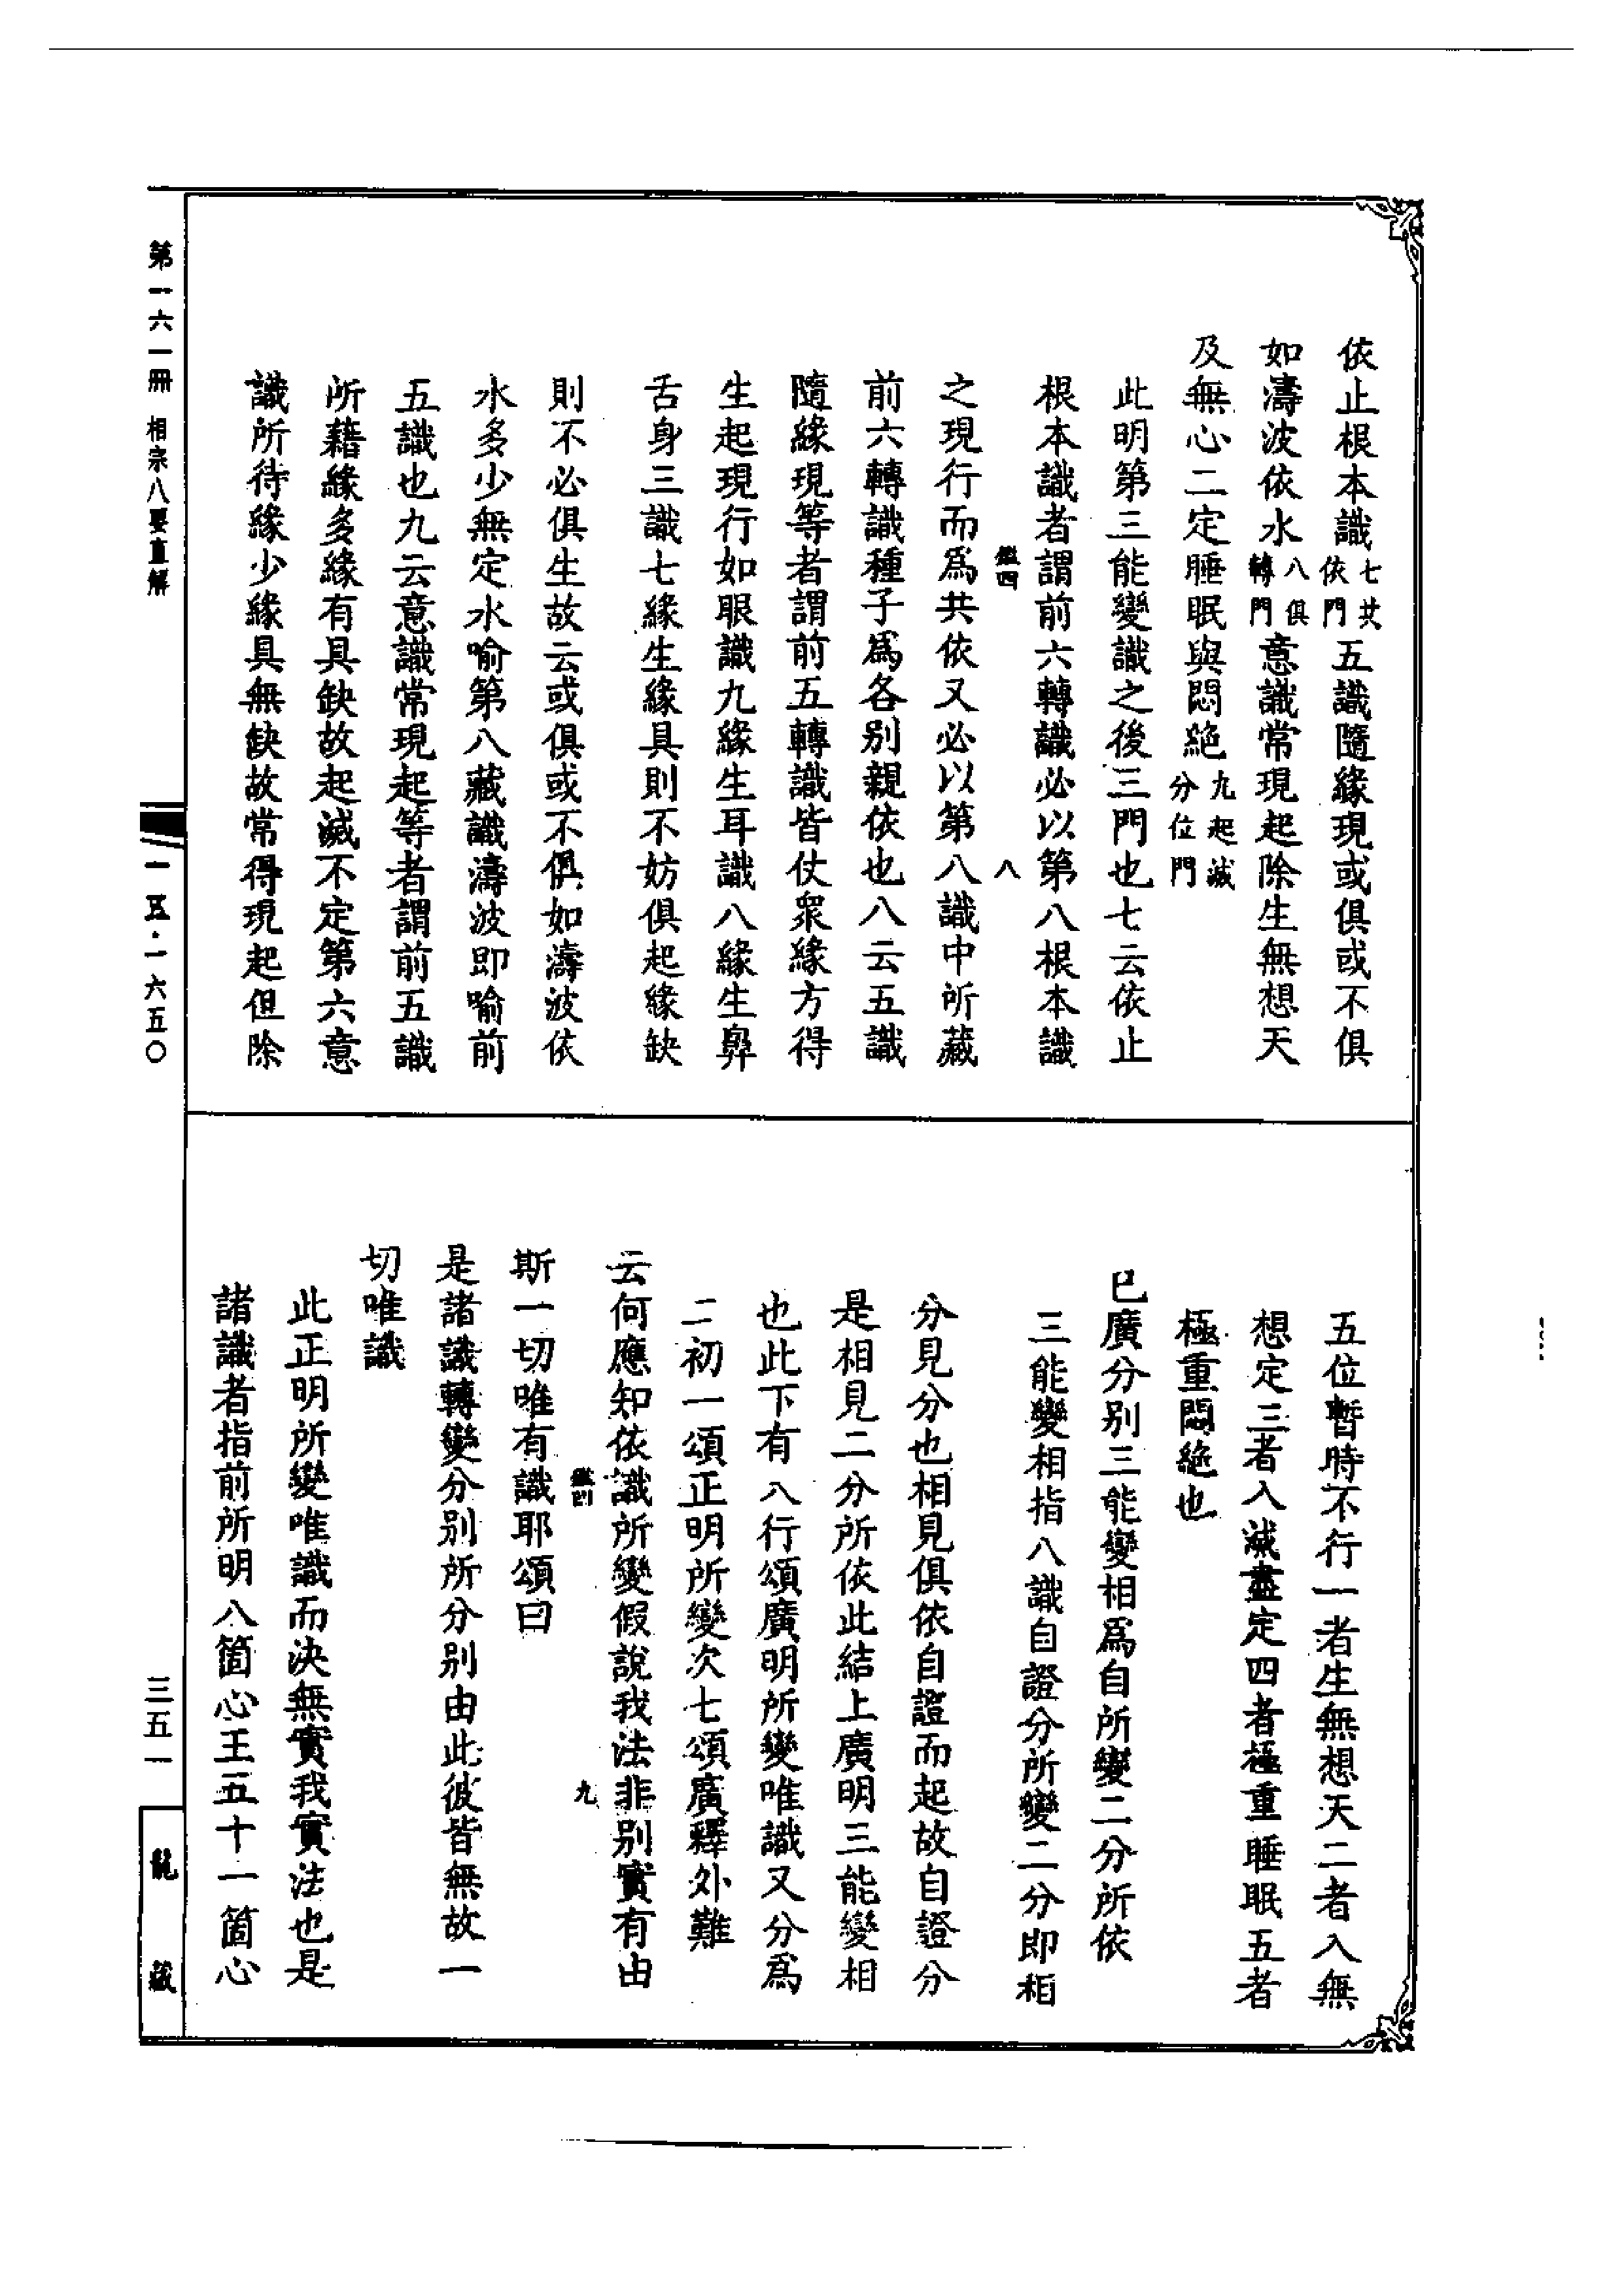 依止根本識七共依門五識隨緣現或俱或不俱
如濤波依水八俱轉門意識常現起除生無想天
及無心二定睡眠與悶絕九起滅分位門
此明第三能變識之後三門也七云依止
根本識者謂前六轉識必以第八根本識
八
之現行而爲共依又必以第八識中所藏
前六轉識種子爲各别親依也八云五識
隨緣現等者謂前五轉識皆仗衆緣方得
生起現行如眼識九緣生耳識八緣生鼻
舌身三識七緣生緣具則不妨俱起緣缺
則不必俱生故云或俱或不俱如濤波依
水多少無定水喻第八藏識濤波即喻前
五識也九云意識常現起等者謂前五識
所藉緣多緣有具缺故起滅不定第六意
識所待緣少緣具無缺故常得現起但除
五位暫時不行一者生無想天二者入無
想定三者入滅盡定四者極重睡眠五者
極重悶絕也
已廣分别三能變相爲自所變二分所依
三能變相指八識自證分所變二分即相
分見分也相見俱依自證而起故自證分
是相見二分所依此結上廣明三能變相
也此下有八行頌廣明所變唯識又分爲
二初一頌正明所變次七頌廣釋外難
云何應知依識所變假說我法非别實有由
九
斯一切唯有識耶頌曰
是諸識轉變分别所分别由此彼皆無故一
切唯識
此正明所變唯識而決無實我實法也是
諸識者指前所明八箇心王五十一箇心
第一六一冊 相宗八要直解
一五·一六五〇
三五一
龍藏